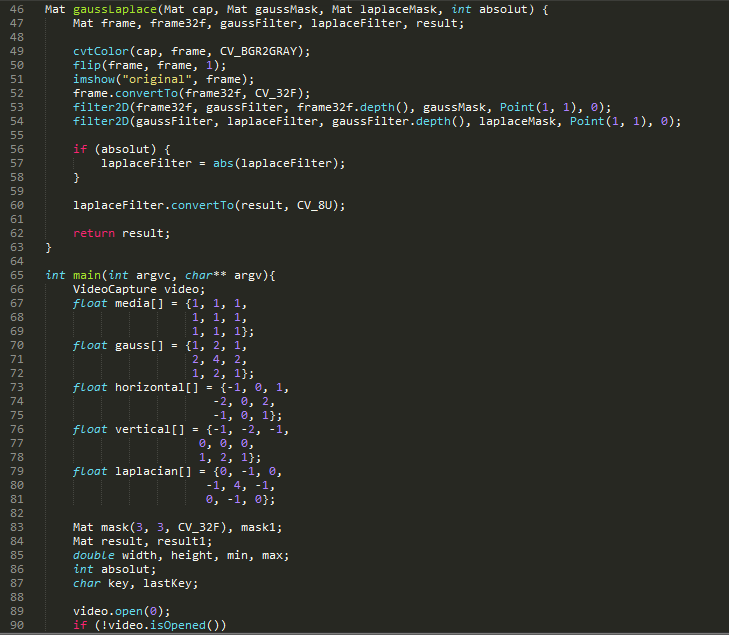 46 Mat gaussLaplace(Mat cap, Mat gaussMask, Mat laplaceMask, int absolut) {
47     Mat frame, frame32f, gaussFilter, laplaceFilter, result;
48
49     cvtColor(cap, frame, CV_BGR2GRAY);
50     flip(frame, frame, 1);
51     imshow("original", frame);
52     frame.convertTo(frame32f, CV_32F);
53     filter2D(frame32f, gaussFilter, frame32f.depth(), gaussMask, Point(1, 1), 0);
54     filter2D(gaussFilter, laplaceFilter, gaussFilter.depth(), laplaceMask, Point(1, 1), 0);
55
56     if (absolut) {
57         laplaceFilter = abs(laplaceFilter);
58     }
59
60     laplaceFilter.convertTo(result, CV_8U);
61
62     return result;
63 }
64
65 int main(int argvc, char** argv){
66     VideoCapture video;
67     float media[] = {1, 1, 1,
68                      1, 1, 1,
69                      1, 1, 1};
70     float gauss[] = {1, 2, 1,
71                      2, 4, 2,
72                      1, 2, 1};
73     float horizontal[] = {-1, 0, 1,
74                         -2, 0, 2,
75                         -1, 0, 1};
76     float vertical[] = {-1, -2, -1,
77                       0, 0, 0,
78                       1, 2, 1};
79     float laplacian[] = {0, -1, 0,
80                        -1, 4, -1,
81                        0, -1, 0};
82
83     Mat mask(3, 3, CV_32F), mask1;
84     Mat result, result1;
85     double width, height, min, max;
86     int absolut;
87     char key, lastKey;
88
89     video.open(0);
90     if (!video.isOpened())